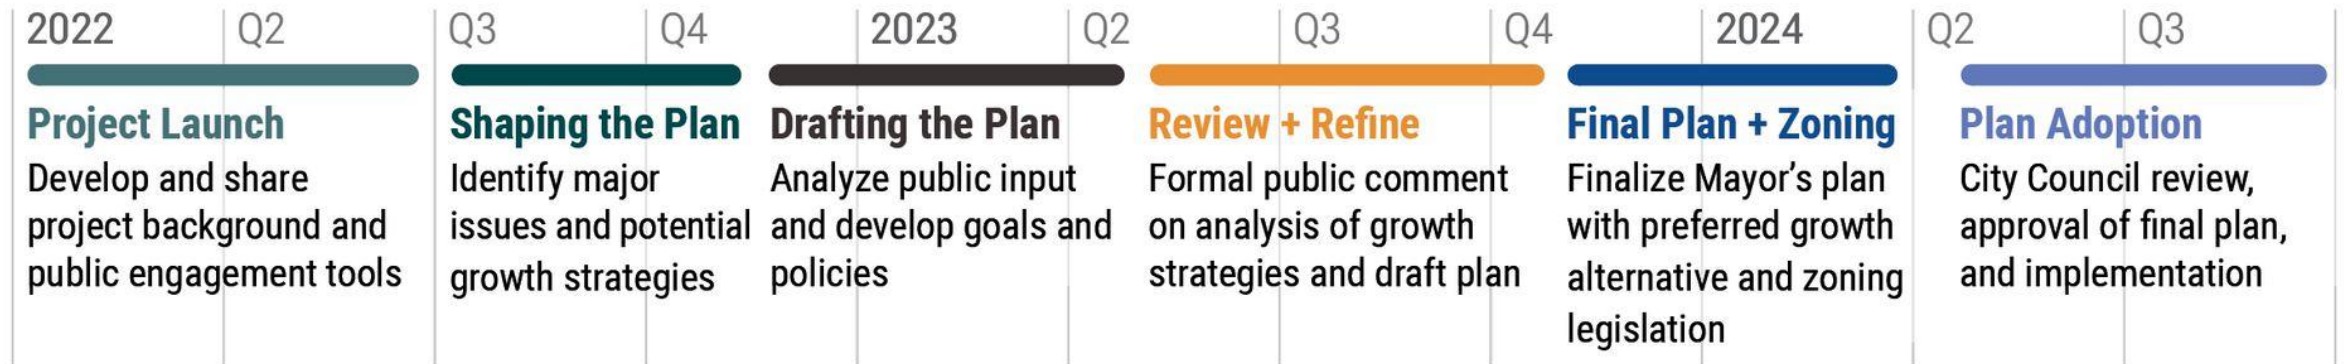 2022 Q2 Q3 Q4 2023 Q2 Q3 Q4 2024 Q2 Q3
Project Launch
Develop and share
project background and
public engagement tools
Shaping the Plan
Identify major
issues and potential
growth strategies
Drafting the Plan
Analyze public input
and develop goals and
policies
Review + Refine
Formal public comment
on analysis of growth
strategies and draft plan
Final Plan + Zoning
Finalize Mayor’s plan
with preferred growth
alternative and zoning
legislation
Plan Adoption
City Council review,
approval of final plan,
and implementation